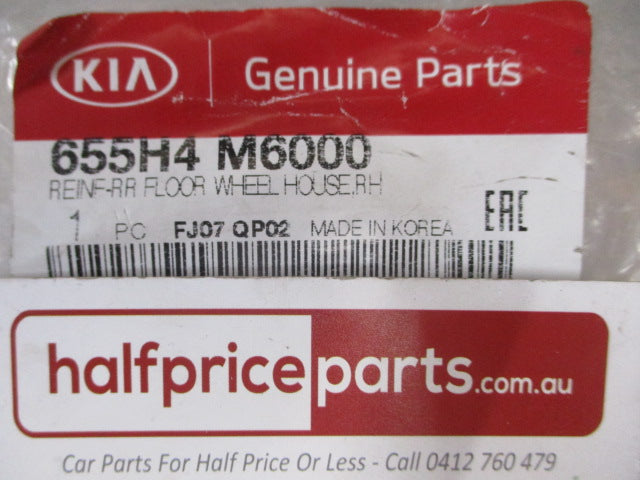 KIA Genuine Parts
655H4 M6000
REINF-RR FLOOR WHEEL HOUSE,RH
1 PC FJ07 QP02 MADE IN KOREA EAC
halfpriceparts.com.au
Car Parts For Half Price Or Less - Call 0412 760 479